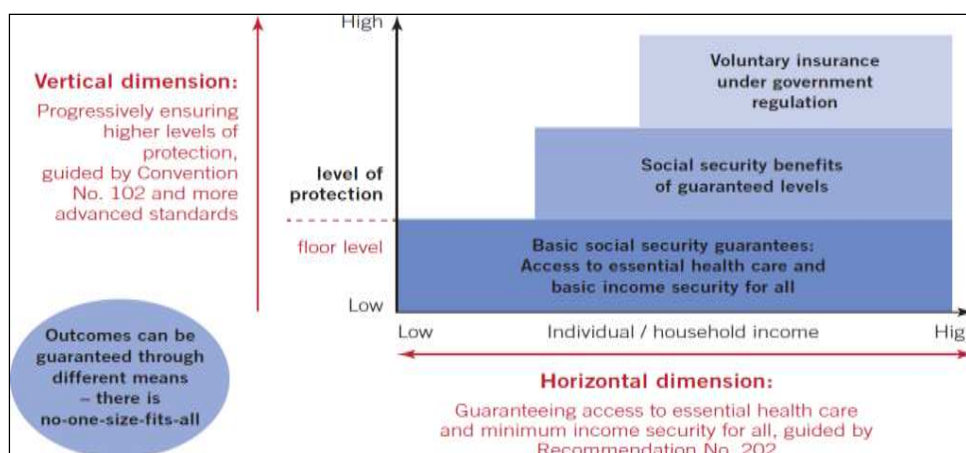 High
Vertical dimension:
Progressively ensuring
higher levels of
protection,
guided by Convention
No. 102 and more
advanced standards
level of
protection
floor level
Low
Voluntary insurance
under government
regulation
Social security benefits
of guaranteed levels
Basic social security guarantees:
Access to essential health care and
basic income security for all
Low
Individual / household income
Hig
Outcomes can be
guaranteed through
different means
– there is
no-one-size-fits-all
Horizontal dimension:
Guaranteeing access to essential health care
and minimum income security for all, guided by
Recommendation No. 202